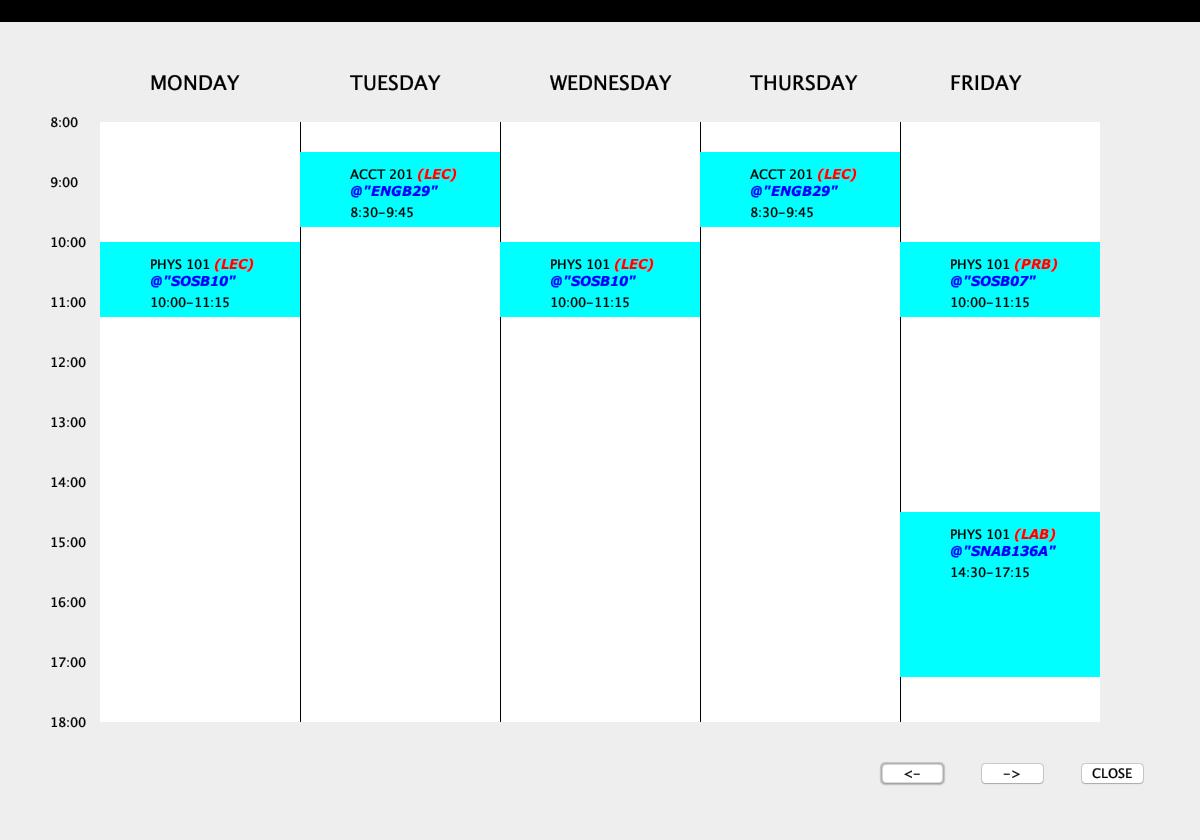 MONDAY TUESDAY WEDNESDAY THURSDAY FRIDAY
8:00
ACCT 201 (LEC) ACCT 201 (LEC)
9:00
@"ENGB29" @"ENGB29"
8:30-9:45 8:30-9:45
10:00
PHYS 101 (LEC) PHYS 101 (LEC) PHYS 101 (PRB)
@"SOSB10" @"SOSB10" @"SOSB07"
11:00 10:00-11:15 10:00-11:15 10:00-11:15
12:00
13:00
14:00
PHYS 101 (LAB)
15:00
@"SNAB136A"
14:30-17:15
16:00
17:00
18:00
<- -> CLOSE